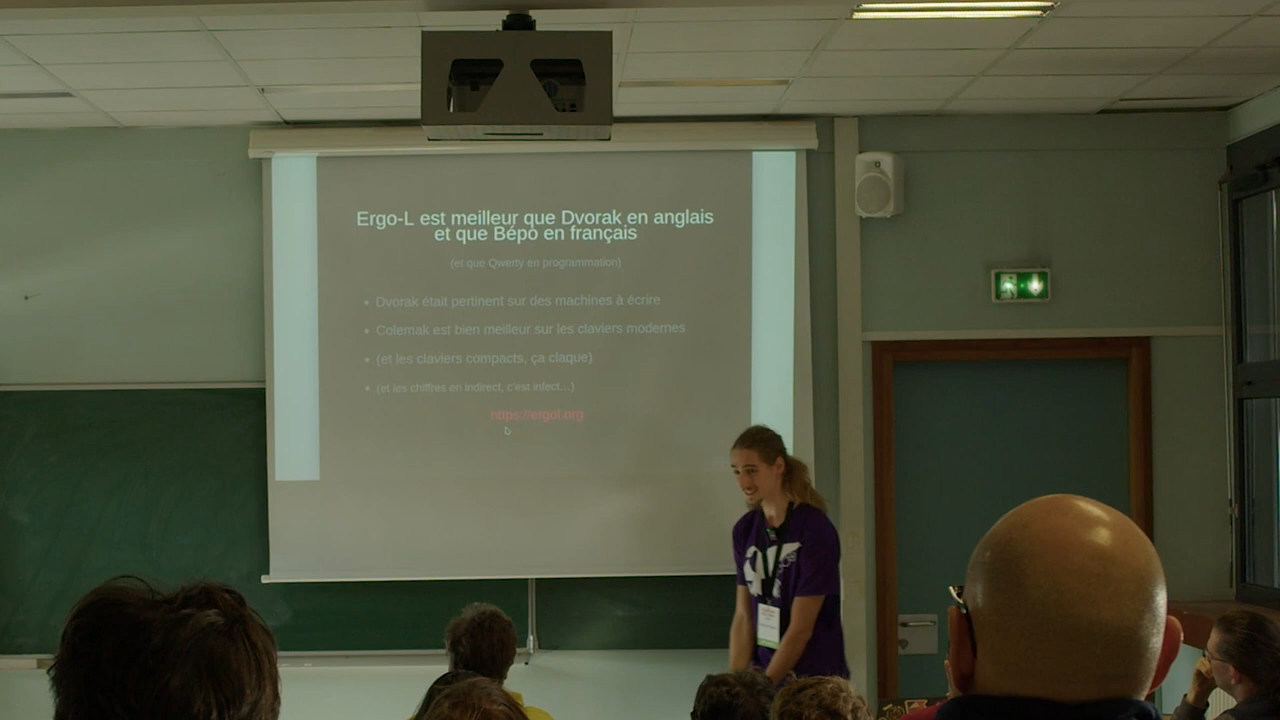 Ergo-L est meilleur que Dvorak en anglais
et que Bépo en français
(et que Qwerty en programmation)
• Dvorak était pertinent sur des machines à écrire
• Colemak est bien meilleur sur les claviers modernes
• (et les claviers compacts, ça claque)
• (et les chiffres en indirect, c'est infect…)
https://ergol.org